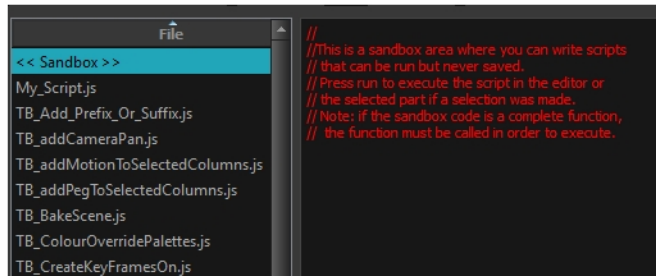 File
<< Sandbox >>
My_Script.js
TB_Add_Prefix_Or_Suffix.js
TB_addCameraPan.js
TB_addMotionToSelectedColumns.js
TB_addPegToSelectedColumns.js
TB_BakeScene.js
TB_ColourOverridePalettes.js
TB_CreateKeyFramesOn.js
//
//This is a sandbox area where you can write scripts
// that can be run but never saved.
// Press run to execute the script in the editor or
// the selected part if a selection was made.
// Note: if the sandbox code is a complete function,
// the function must be called in order to execute.